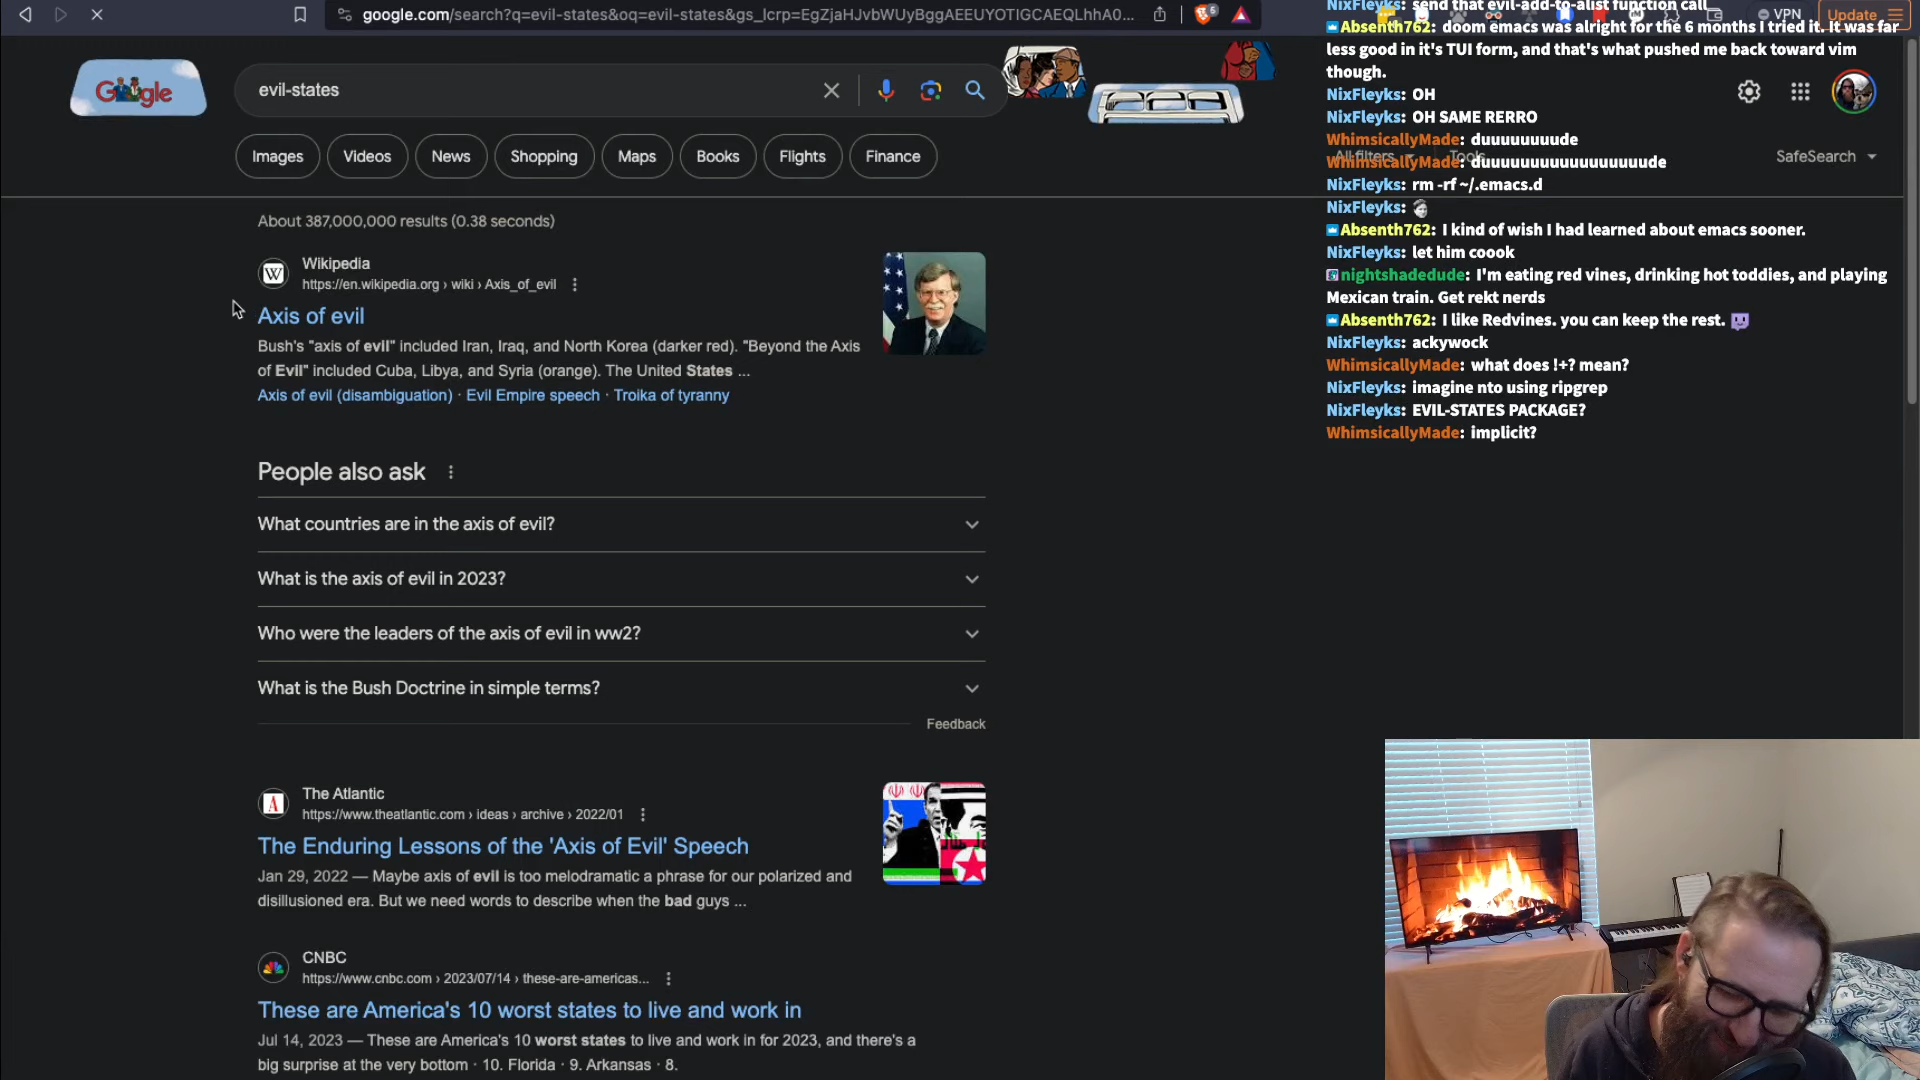 google.com/search?q=evil-states&oq=evil-states&gs_lcrp=EgZjaHJvbWUyBggAEEUYOTIGCAEQLhhA0...
VPN
Update
Google
evil-states
Images
Videos
News
Shopping
Maps
Books
Flights
Finance
All filters
Tools
SafeSearch
About 387,000,000 results (0.38 seconds)
Wikipedia
https://en.wikipedia.org › wiki › Axis_of_evil
Axis of evil
Bush's "axis of evil" included Iran, Iraq, and North Korea (darker red). "Beyond the Axis
of Evil" included Cuba, Libya, and Syria (orange). The United States ...
Axis of evil (disambiguation) · Evil Empire speech · Troika of tyranny
People also ask
What countries are in the axis of evil?
What is the axis of evil in 2023?
Who were the leaders of the axis of evil in ww2?
What is the Bush Doctrine in simple terms?
Feedback
The Atlantic
https://www.theatlantic.com › ideas › archive › 2022/01
The Enduring Lessons of the 'Axis of Evil' Speech
Jan 29, 2022 — Maybe axis of evil is too melodramatic a phrase for our polarized and
disillusioned era. But we need words to describe when the bad guys ...
CNBC
https://www.cnbc.com › 2023/07/14 › these-are-americas...
These are America's 10 worst states to live and work in
Jul 14, 2023 — These are America's 10 worst states to live and work in for 2023, and there's a
big surprise at the very bottom · 10. Florida · 9. Arkansas · 8.
NixFleyks: send that evil-add-to-alist function call
Absenth762: doom emacs was alright for the 6 months I tried it. It was far
less good in it's TUI form, and that's what pushed me back toward vim
though.
NixFleyks: OH
NixFleyks: OH SAME RERRO
WhimsicallyMade: duuuuuuuude
WhimsicallyMade: duuuuuuuuuuuuuuuuude
NixFleyks: rm -rf ~/.emacs.d
NixFleyks:
Absenth762: I kind of wish I had learned about emacs sooner.
NixFleyks: let him coook
nightshadedude: I'm eating red vines, drinking hot toddies, and playing
Mexican train. Get rekt nerds
Absenth762: I like Redvines. you can keep the rest.
NixFleyks: ackywock
WhimsicallyMade: what does !+? mean?
NixFleyks: imagine nto using ripgrep
NixFleyks: EVIL-STATES PACKAGE?
WhimsicallyMade: implicit?